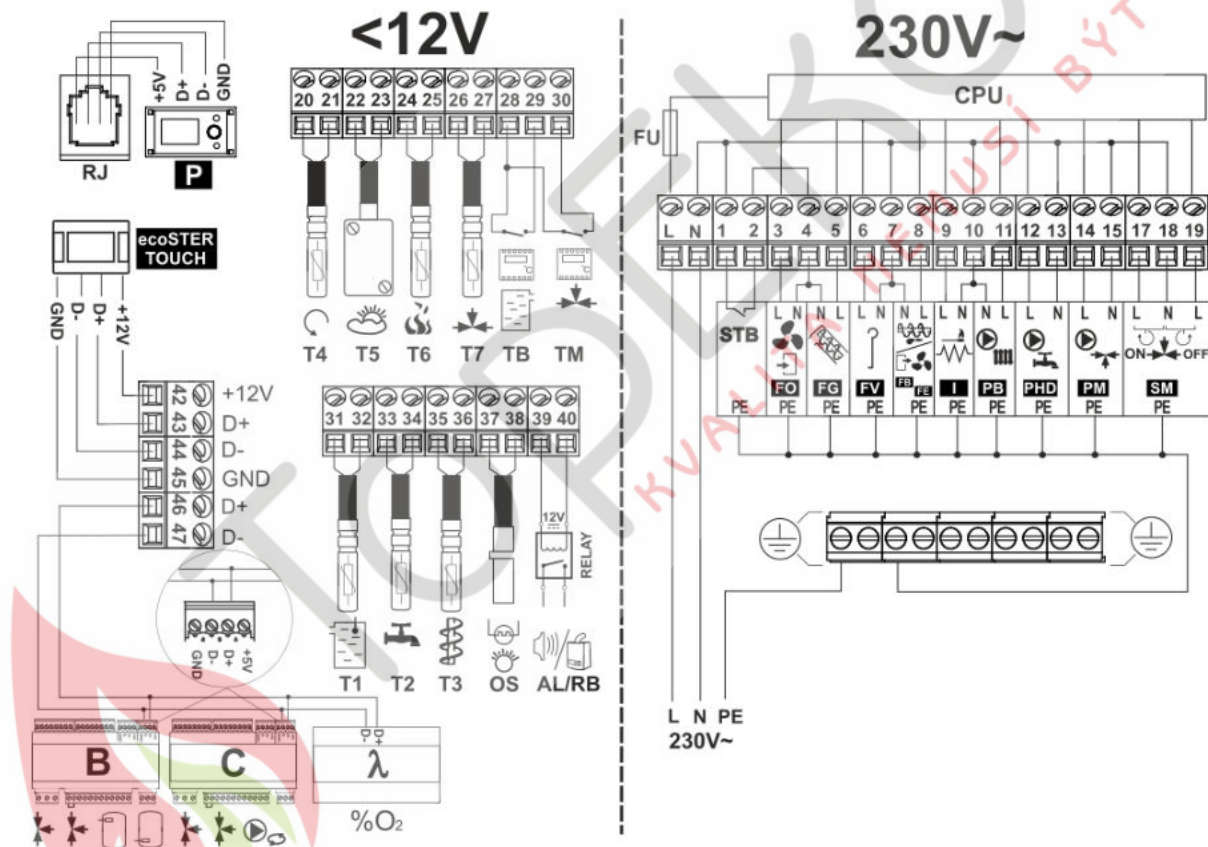 <12V
230V~
+5V
D+
D-
GND
RJ
P
ecoSTER
TOUCH
GND
D-
D+
+12V
42 +12V
43 D+
44 D-
45 GND
46 D+
47 D-
GND
D-
D+
+5V
B
C
D-
D+
λ
%O₂
20 21 22 23 24 25 26 27 28 29 30
°C
°C
T4 T5 T6 T7 TB TM
31 32 33 34 35 36 37 38 39 40
12V
RELAY
T1 T2 T3 OS AL/RB
CPU
FU
L N 1 2 3 4 5 6 7 8 9 10 11 12 13 14 15 17 18 19
L N N L L N N L L N N L L N L N L N L
STB
ON OFF
FO FG FV FB FE I PB PHD PM SM
PE PE PE PE PE PE PE PE PE PE
L N PE
230V~
TOPEKO
KVALITA NEMUSÍ BÝT